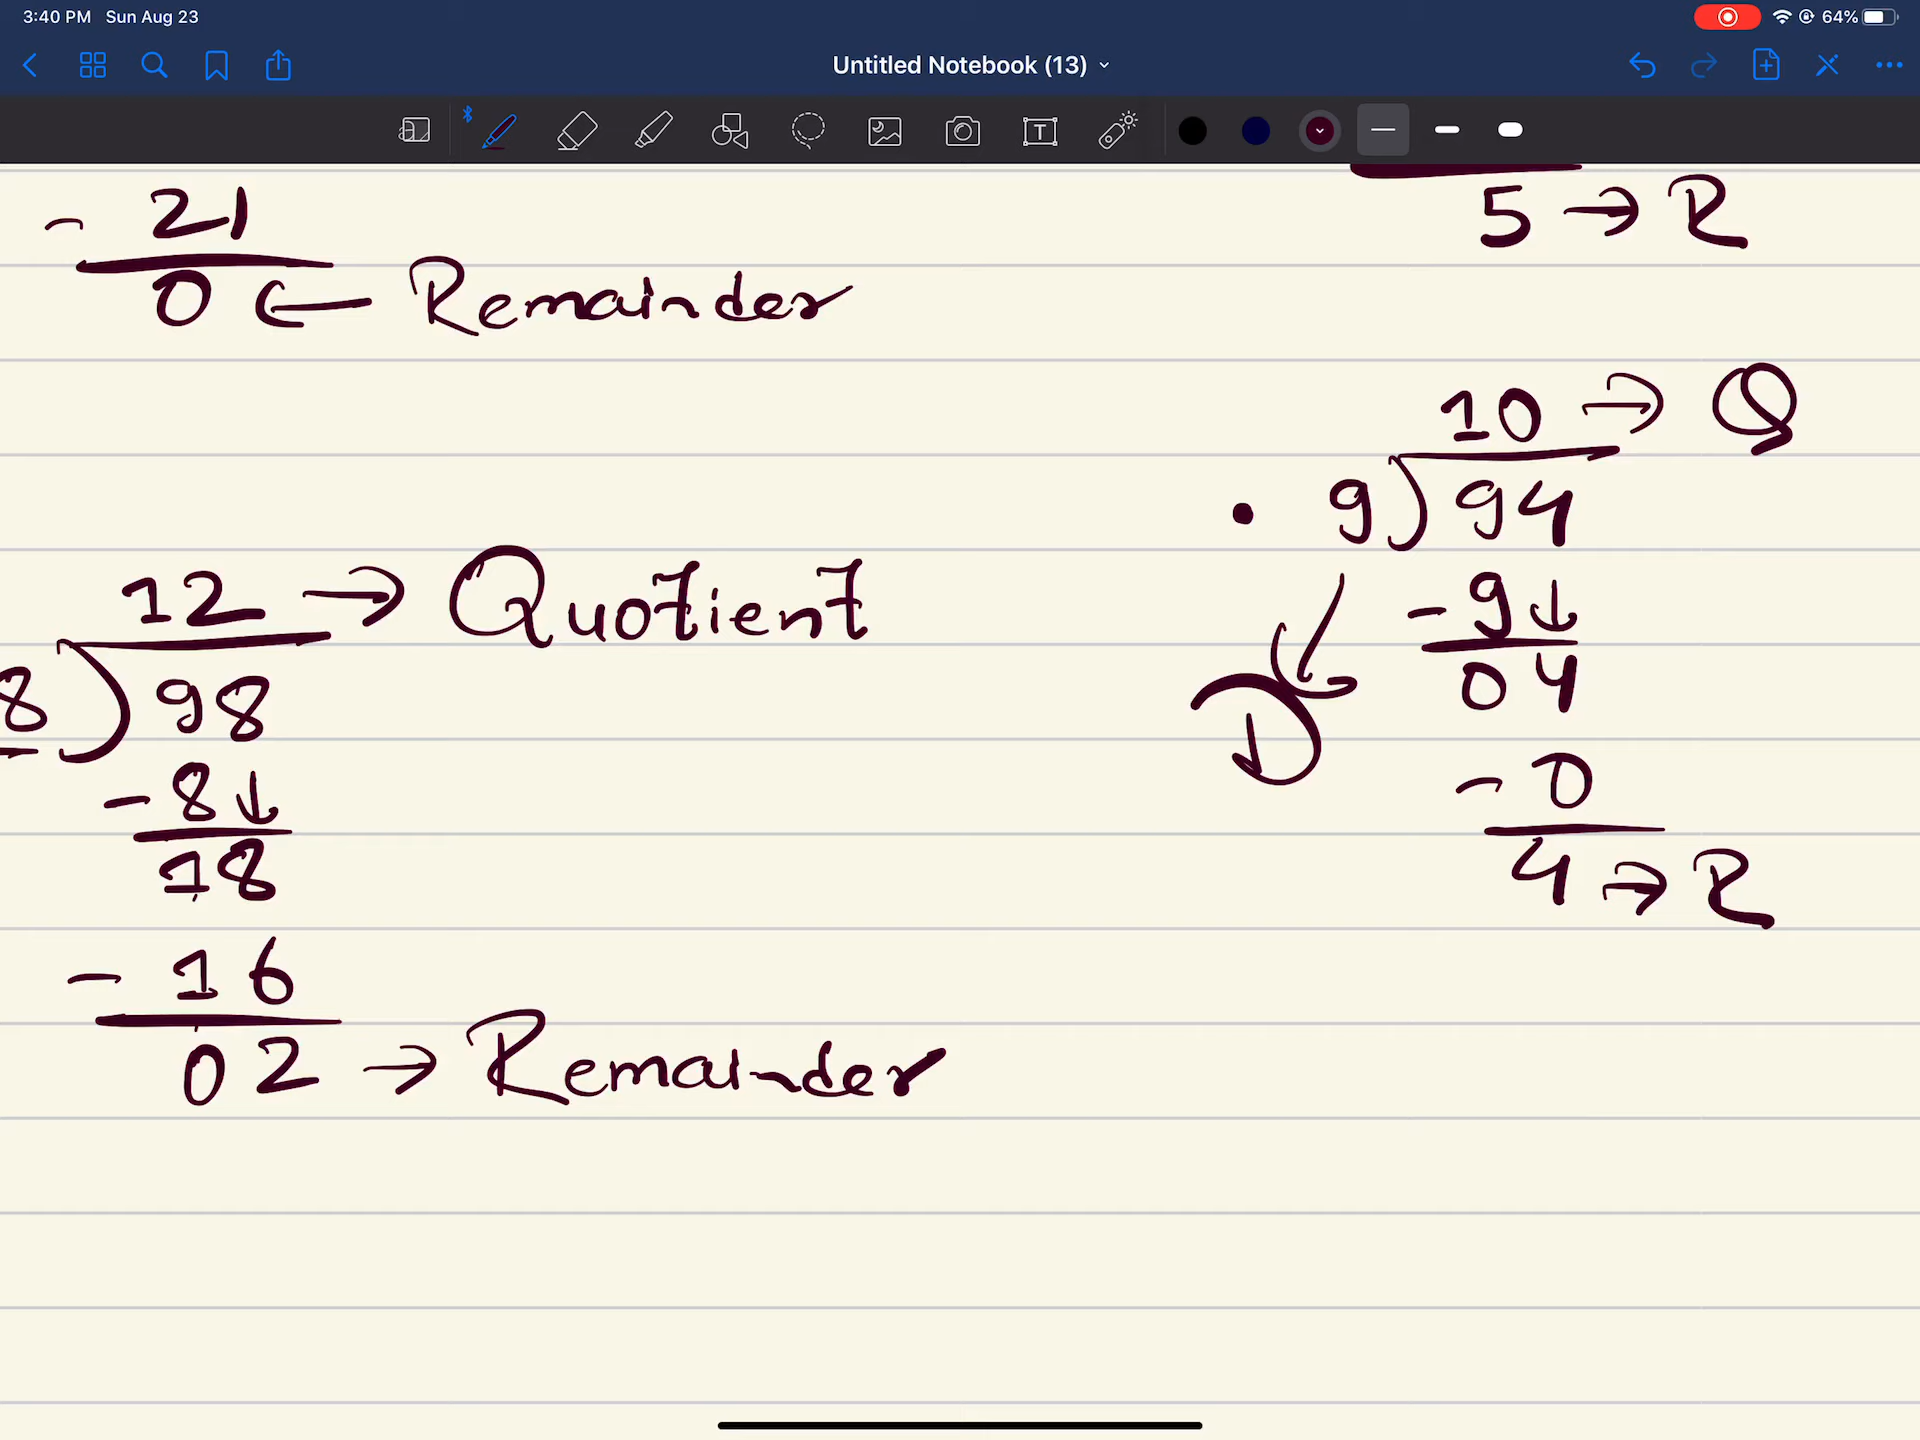 3:40 PM Sun Aug 23
64%
Untitled Notebook (13)
T
- 21
0 ← Remainder
5 → R
12 → Quotient
8) 98
- 8↓
18
- 16
02 → Remainder
10 → Q
• 9) 94
- 9↓
04
D
- 0
4 → R